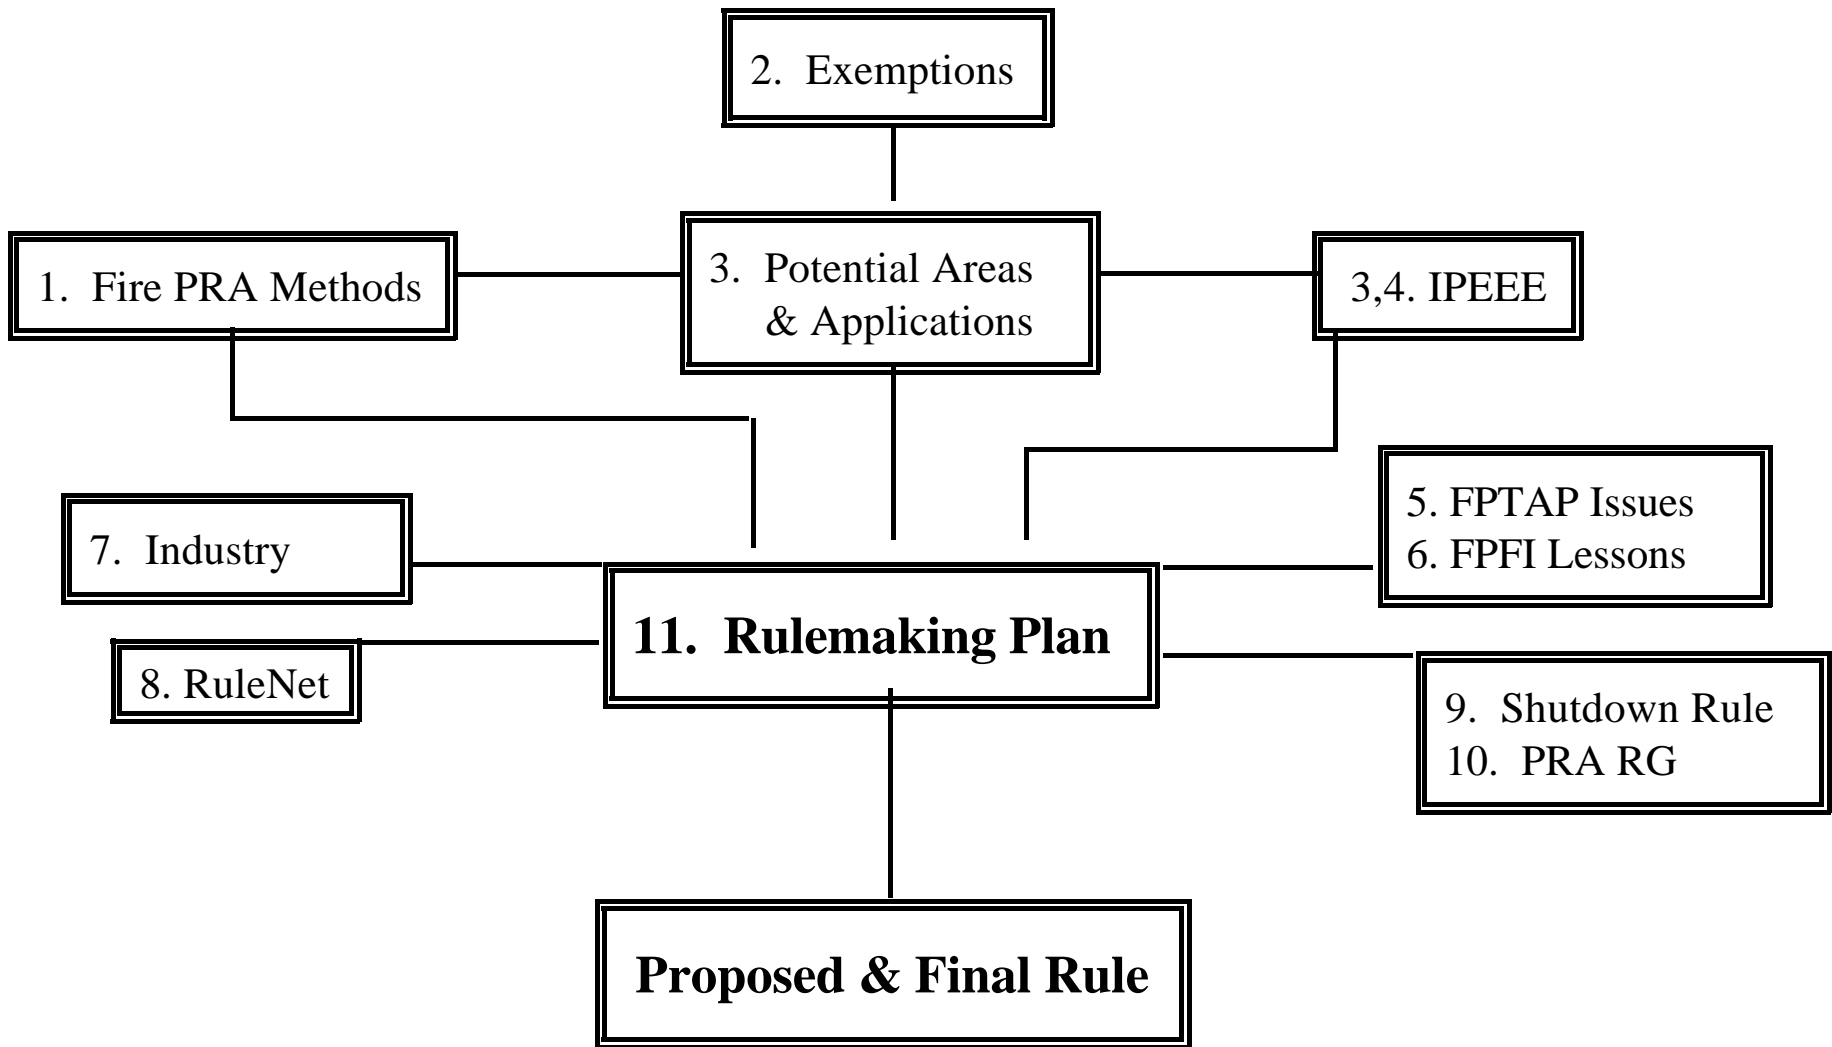 2. Exemptions
1. Fire PRA Methods
3. Potential Areas
& Applications
3,4. IPEEE
5. FPTAP Issues
6. FPFI Lessons
7. Industry
11. Rulemaking Plan
8. RuleNet
9. Shutdown Rule
10. PRA RG
Proposed & Final Rule